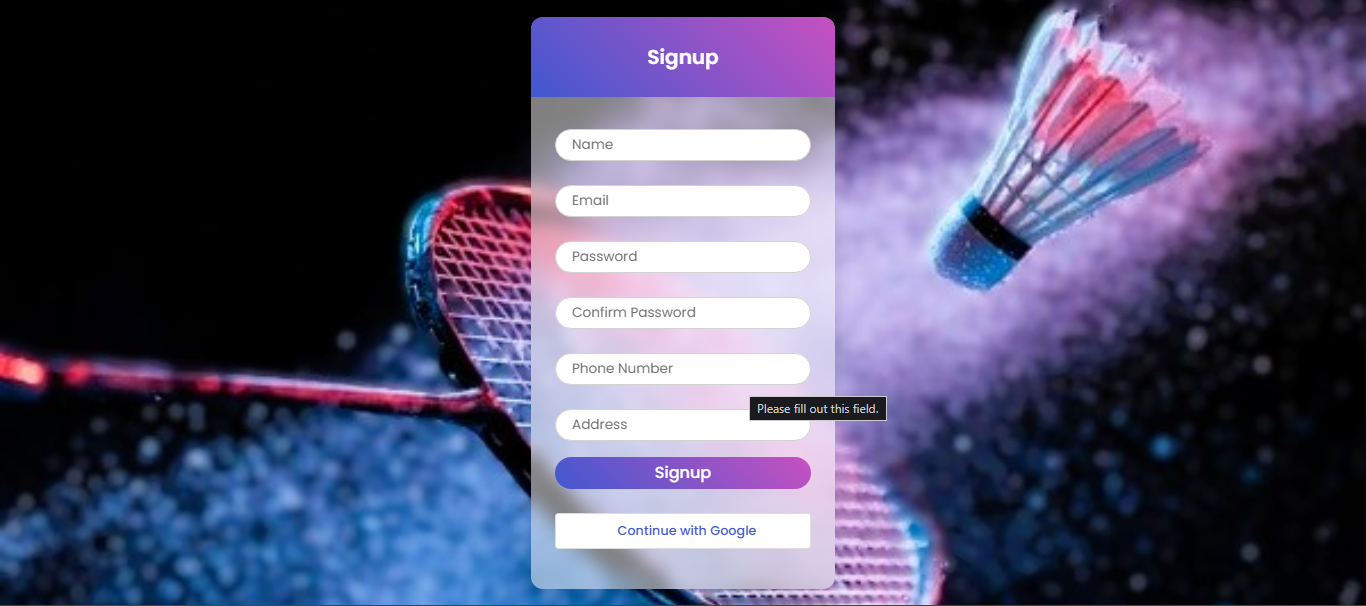 Signup
Name
Email
Password
Confirm Password
Phone Number
Please fill out this field.
Address
Signup
Continue with Google